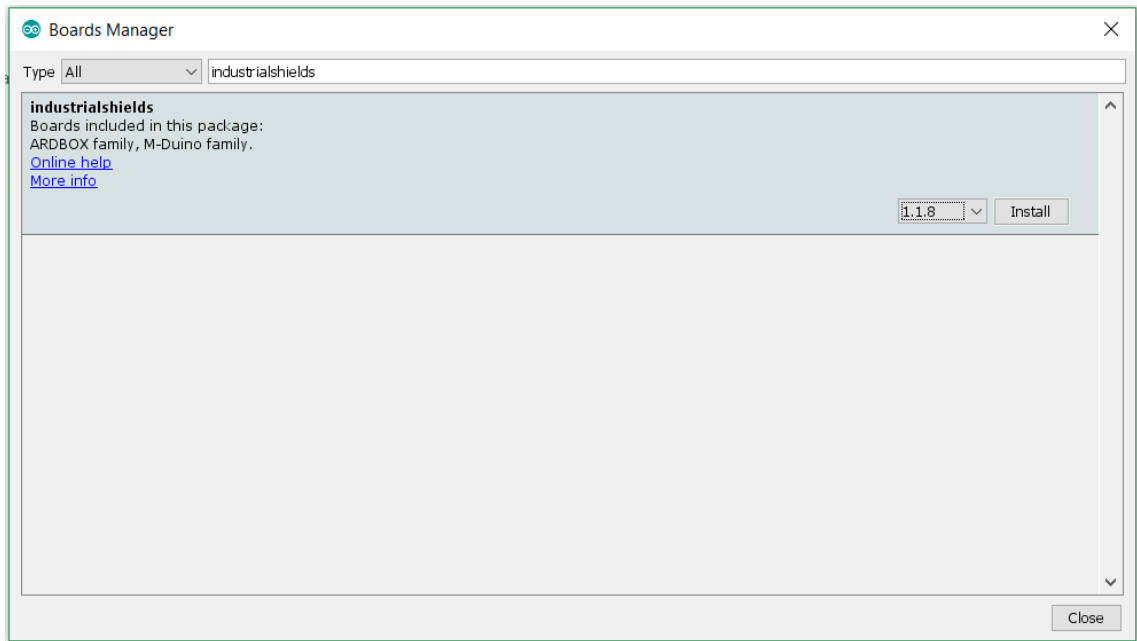 Boards Manager
Type All industrialshields
industrialshields
Boards included in this package:
ARDBOX family, M-Duino family.
Online help
More info
1.1.8 Install
Close